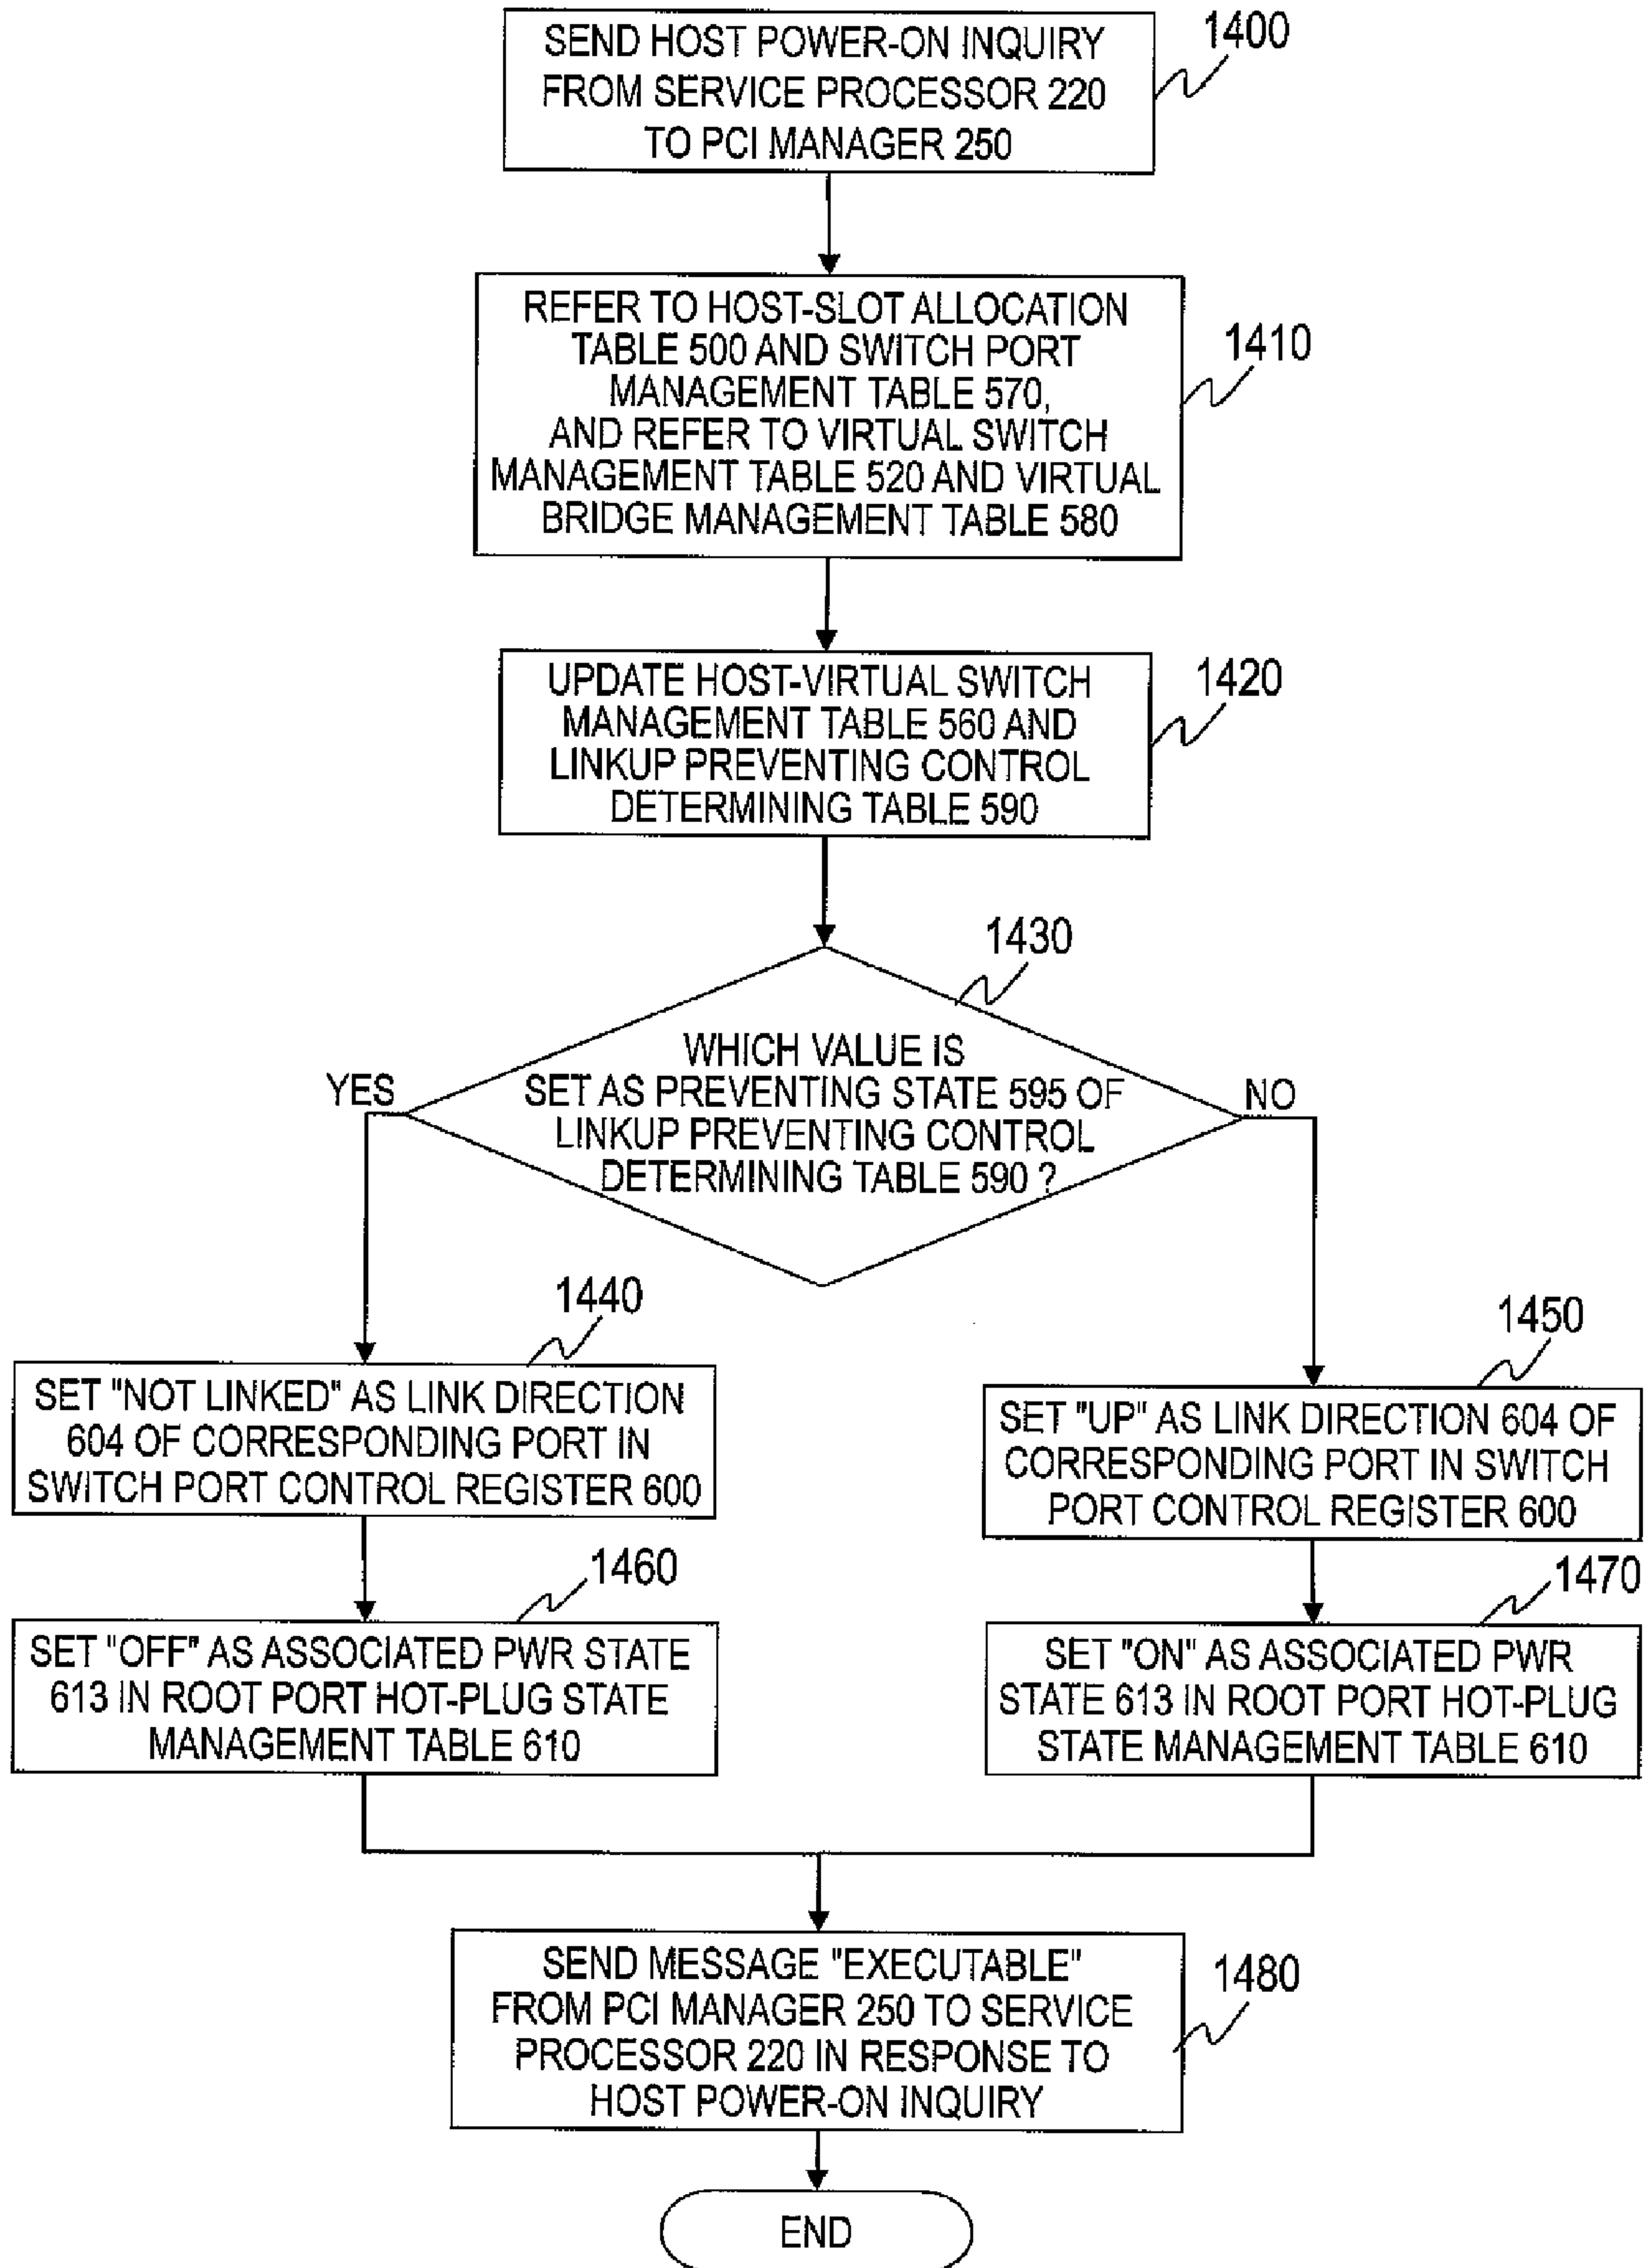 SEND HOST POWER-ON INQUIRY
FROM SERVICE PROCESSOR 220
TO PCI MANAGER 250
1400
REFER TO HOST-SLOT ALLOCATION
TABLE 500 AND SWITCH PORT
MANAGEMENT TABLE 570,
AND REFER TO VIRTUAL SWITCH
MANAGEMENT TABLE 520 AND VIRTUAL
BRIDGE MANAGEMENT TABLE 580
1410
UPDATE HOST-VIRTUAL SWITCH
MANAGEMENT TABLE 560 AND
LINKUP PREVENTING CONTROL
DETERMINING TABLE 590
1420
1430
WHICH VALUE IS
SET AS PREVENTING STATE 595 OF
LINKUP PREVENTING CONTROL
DETERMINING TABLE 590 ?
YES
NO
1440
SET "NOT LINKED" AS LINK DIRECTION
604 OF CORRESPONDING PORT IN
SWITCH PORT CONTROL REGISTER 600
1450
SET "UP" AS LINK DIRECTION 604 OF
CORRESPONDING PORT IN SWITCH
PORT CONTROL REGISTER 600
1460
SET "OFF" AS ASSOCIATED PWR STATE
613 IN ROOT PORT HOT-PLUG STATE
MANAGEMENT TABLE 610
1470
SET "ON" AS ASSOCIATED PWR
STATE 613 IN ROOT PORT HOT-PLUG
STATE MANAGEMENT TABLE 610
SEND MESSAGE "EXECUTABLE"
FROM PCI MANAGER 250 TO SERVICE
PROCESSOR 220 IN RESPONSE TO
HOST POWER-ON INQUIRY
1480
END